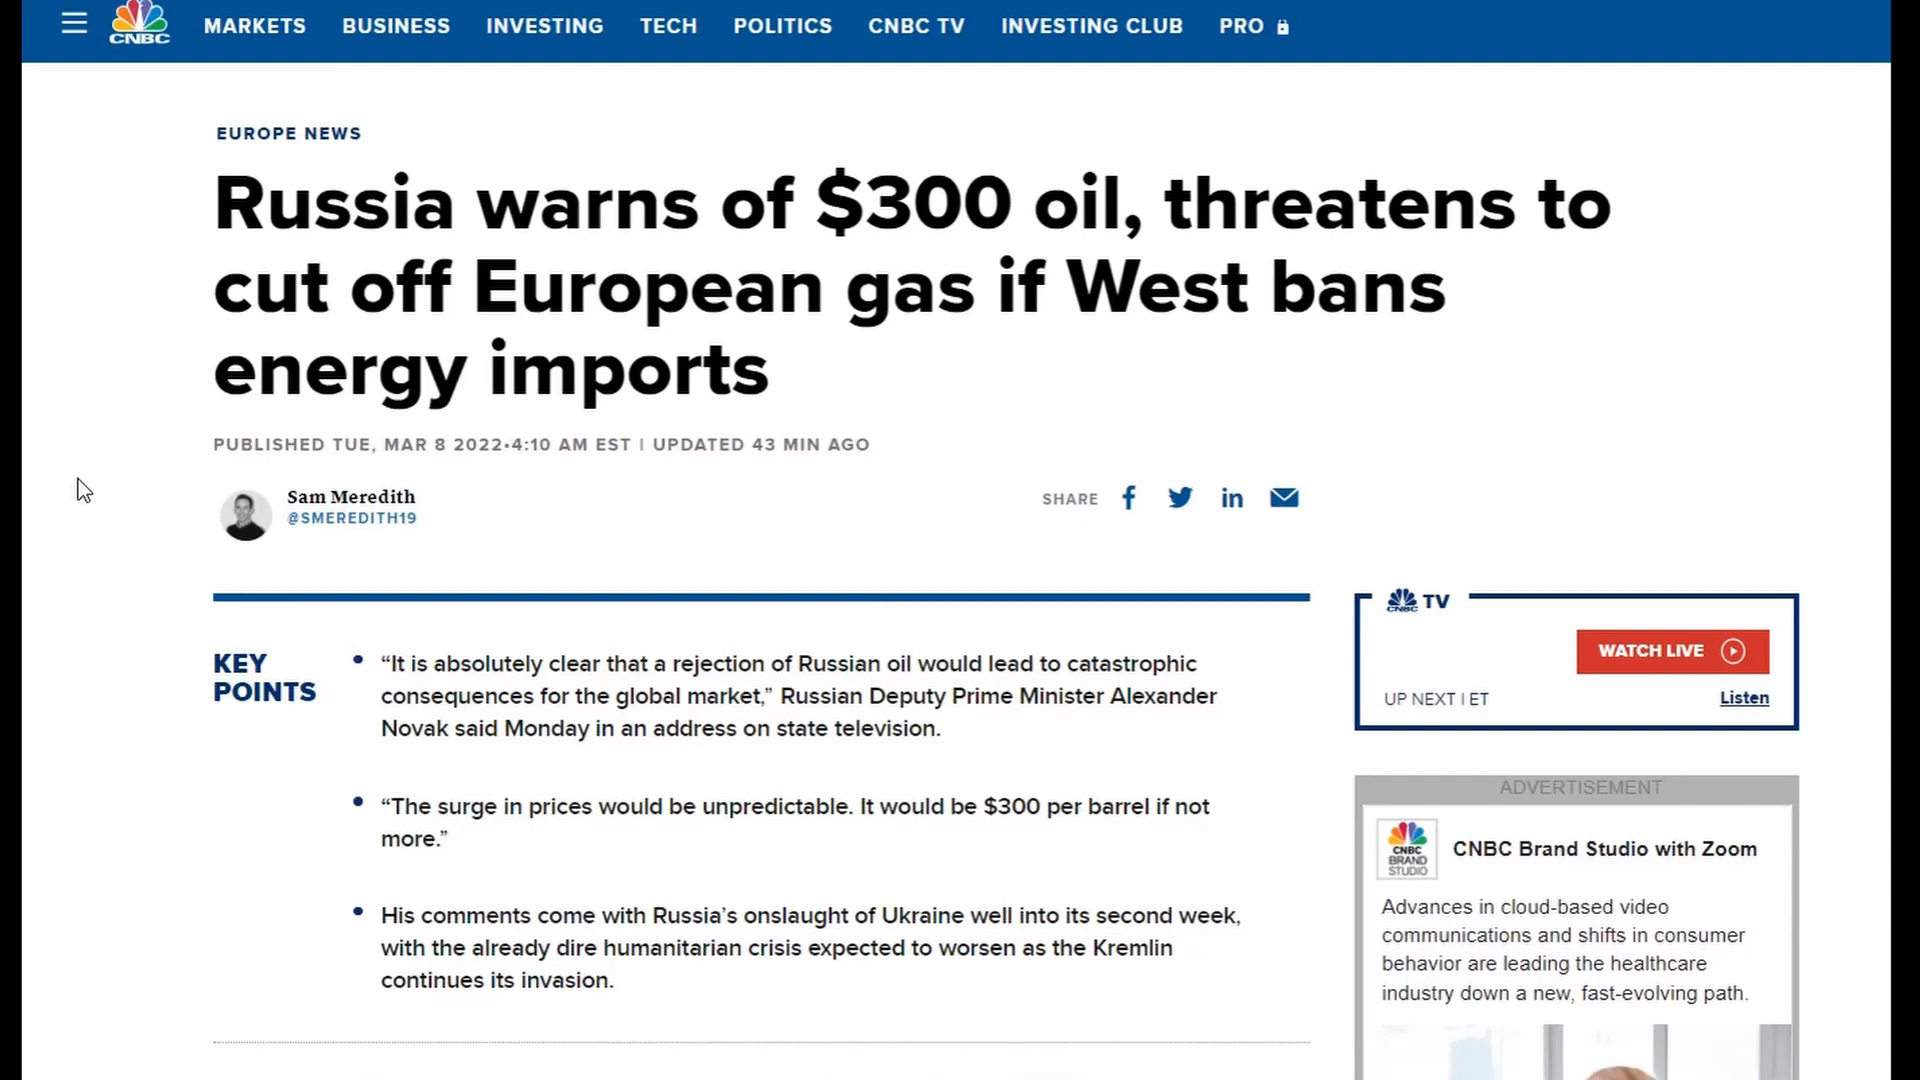 CNBC
MARKETS BUSINESS INVESTING TECH POLITICS CNBC TV INVESTING CLUB PRO
EUROPE NEWS
Russia warns of $300 oil, threatens to
cut off European gas if West bans
energy imports
PUBLISHED TUE, MAR 8 2022•4:10 AM EST | UPDATED 43 MIN AGO
Sam Meredith
@SMEREDITH19
SHARE
KEY
POINTS
• “It is absolutely clear that a rejection of Russian oil would lead to catastrophic
consequences for the global market,” Russian Deputy Prime Minister Alexander
Novak said Monday in an address on state television.
• “The surge in prices would be unpredictable. It would be $300 per barrel if not
more.”
• His comments come with Russia’s onslaught of Ukraine well into its second week,
with the already dire humanitarian crisis expected to worsen as the Kremlin
continues its invasion.
CNBC TV
WATCH LIVE
UP NEXT | ET
Listen
ADVERTISEMENT
CNBC
BRAND
STUDIO
CNBC Brand Studio with Zoom
Advances in cloud-based video
communications and shifts in consumer
behavior are leading the healthcare
industry down a new, fast-evolving path.